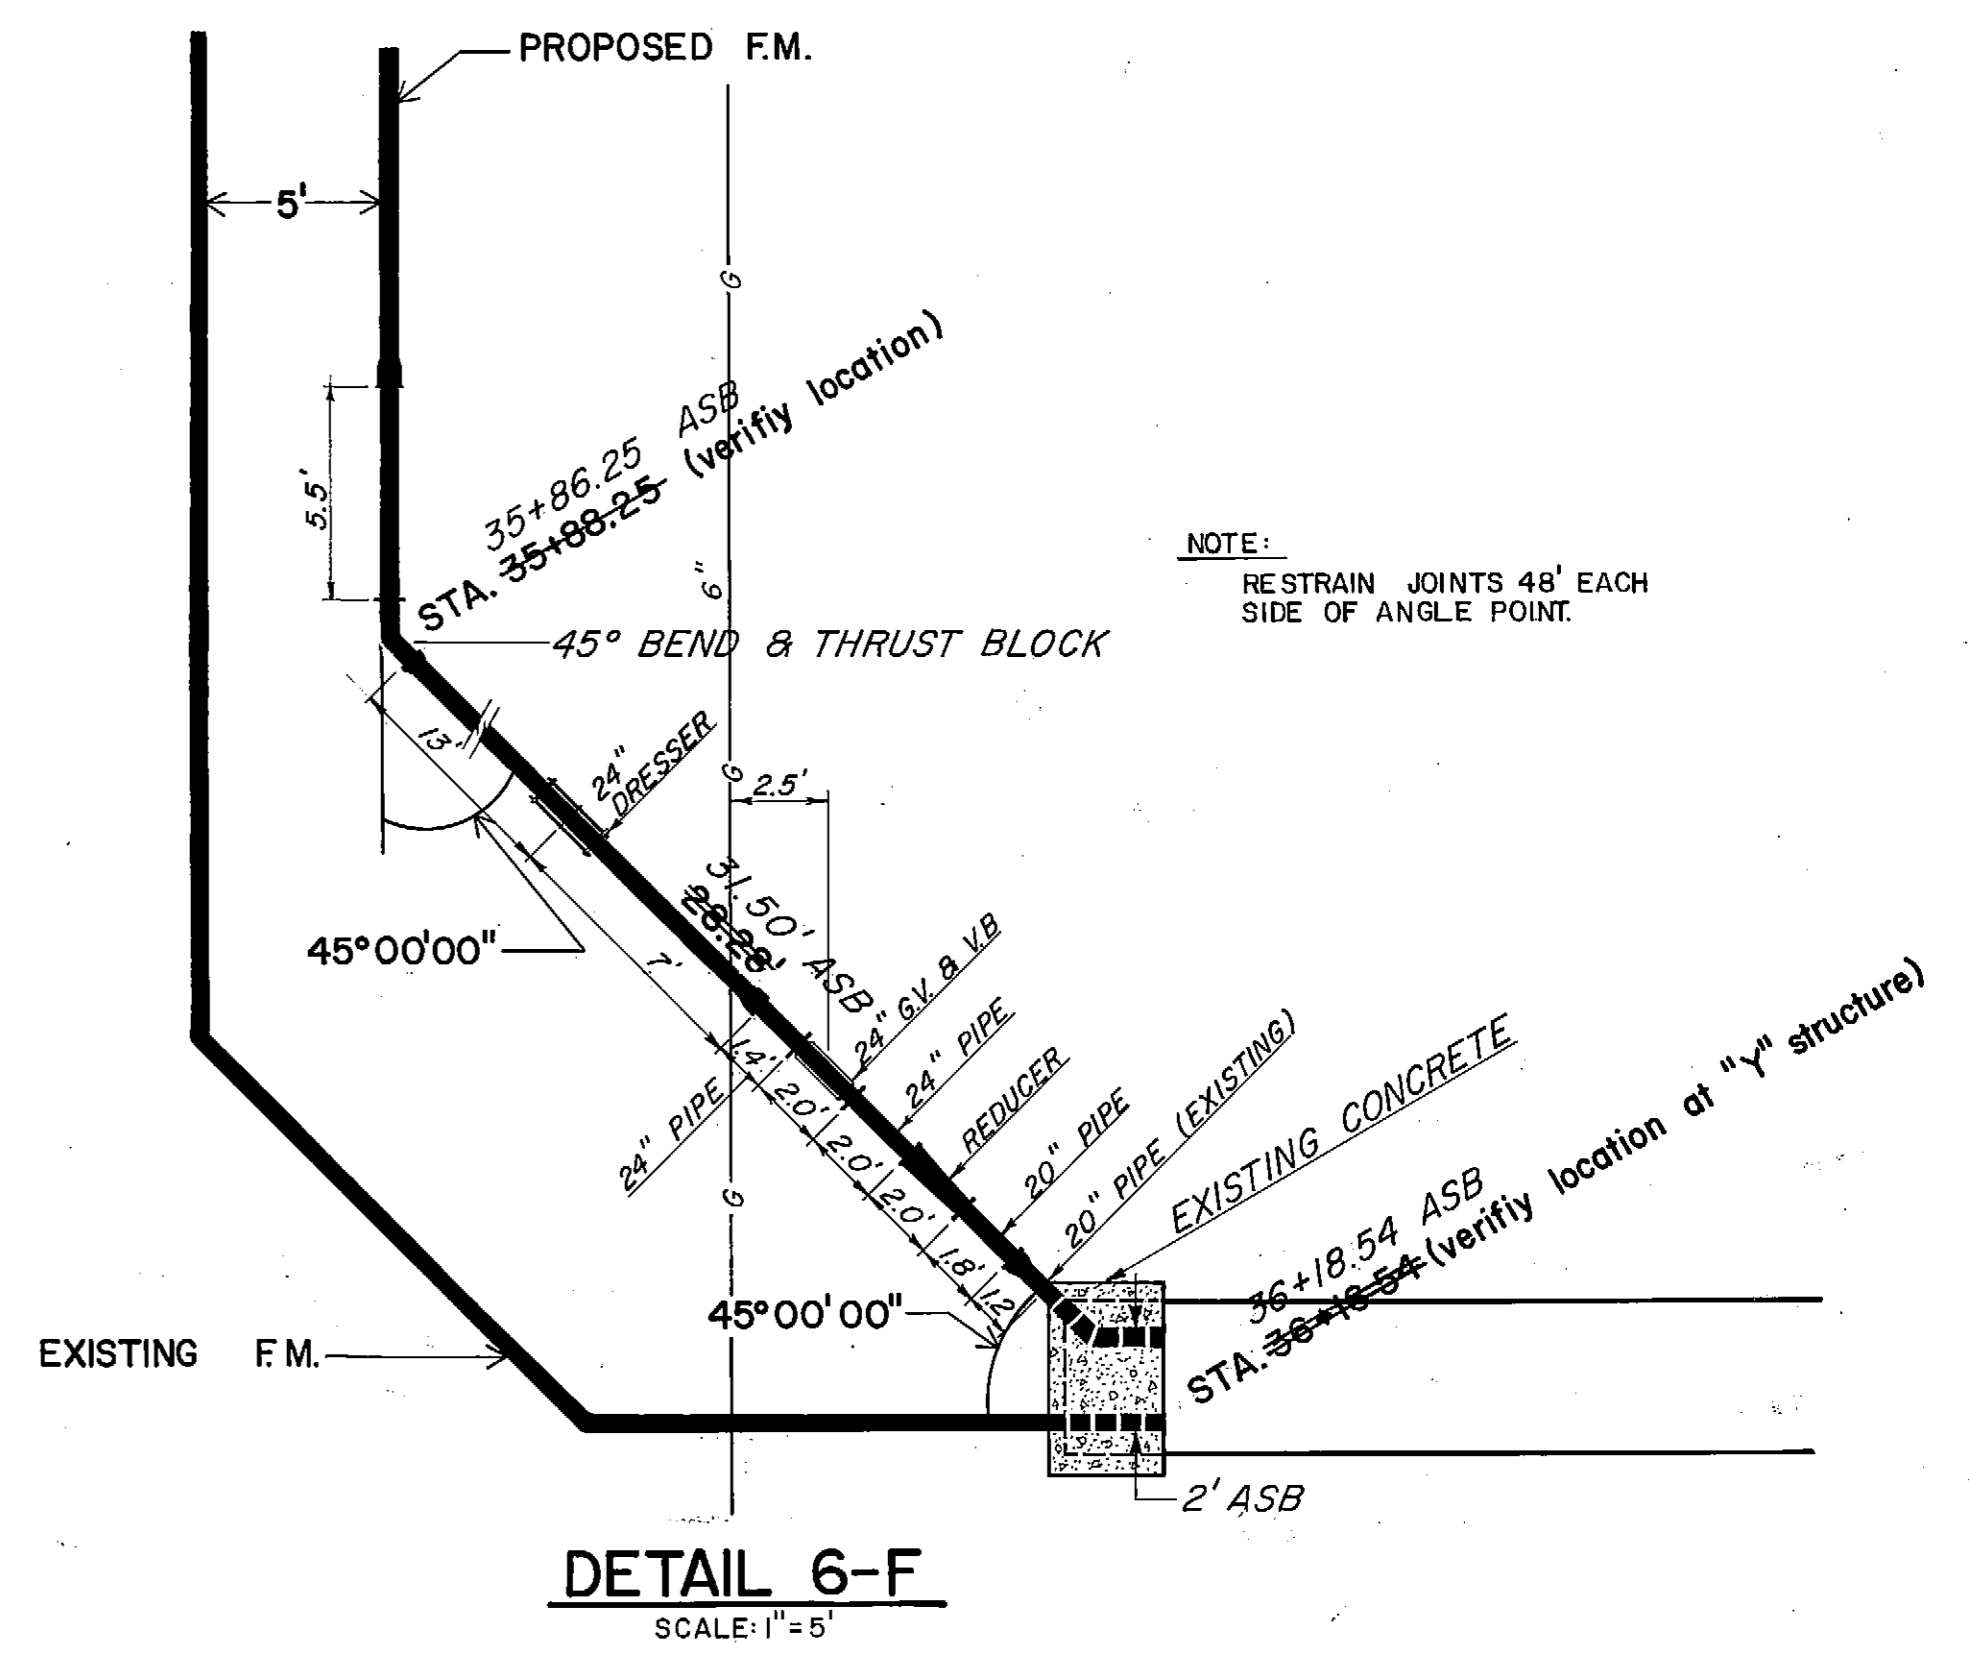 PROPOSED F.M.
5'
G
35+86.25 ASB
STA. 35+88.25 (verifiy location)
5.5'
6"
NOTE:
RESTRAIN JOINTS 48' EACH
SIDE OF ANGLE POINT.
45° BEND & THRUST BLOCK
13'
24"
DRESSER
G
2.5'
31.50' ASB
28.28'
45°00'00"
7'
24" G.V. & V.B
24" PIPE
REDUCER
20" PIPE
20" PIPE (EXISTING)
EXISTING CONCRETE
1.4'
24" PIPE
2.0'
2.0'
2.0'
1.8'
1.2'
G
36+18.54 ASB
STA. 36+16.54 (verifiy location at "Y" structure)
45°00'00"
EXISTING F.M.
2' ASB
DETAIL 6-F
SCALE: 1"=5'